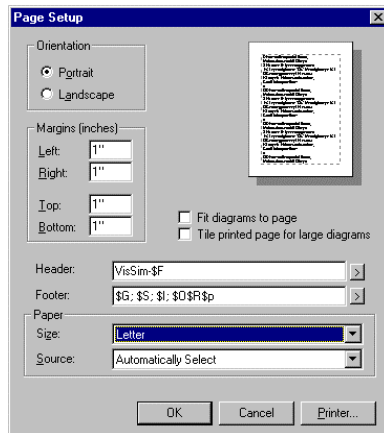 Page Setup
Orientation
Portrait
Landscape
Margins (inches)
Left: 1"
Right: 1"
Top: 1"
Bottom: 1"
Fit diagrams to page
Tile printed page for large diagrams
Header: VisSim-$F >
Footer: $G; $S; $I; $O$R$p >
Paper
Size: Letter
Source: Automatically Select
OK Cancel Printer...